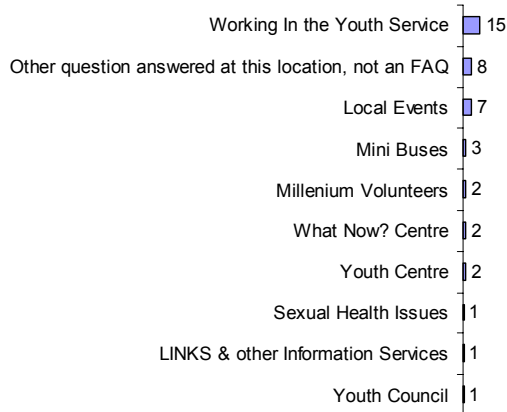 Working In the Youth Service 15
Other question answered at this location, not an FAQ 8
Local Events 7
Mini Buses 3
Millenium Volunteers 2
What Now? Centre 2
Youth Centre 2
Sexual Health Issues 1
LINKS & other Information Services 1
Youth Council 1